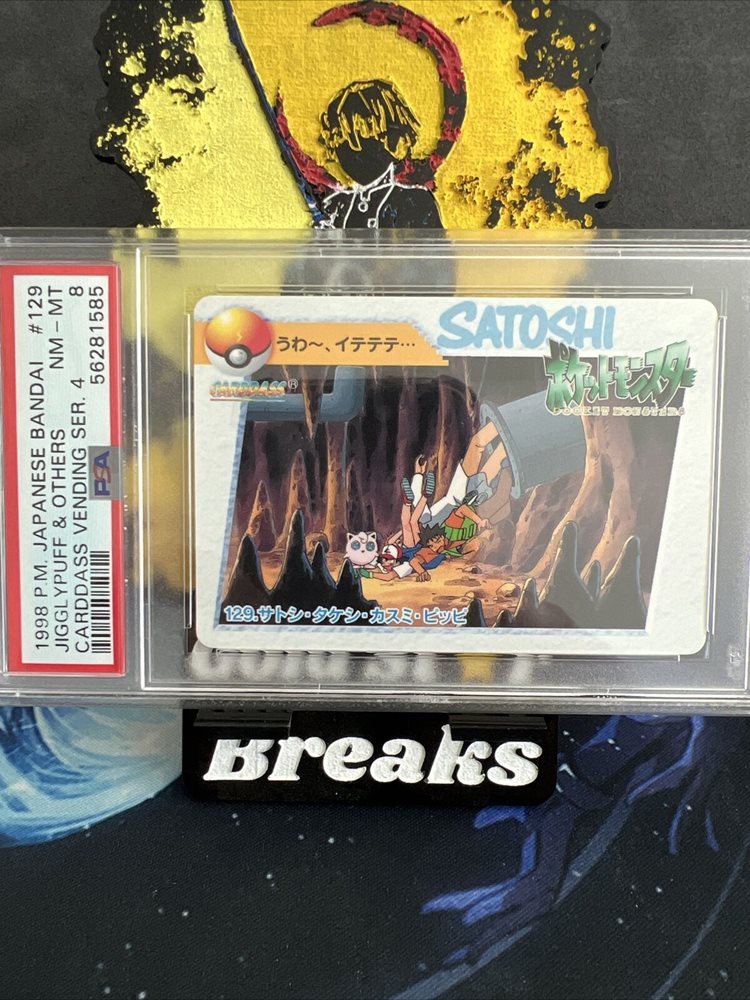 1998 P.M. JAPANESE BANDAI #129
JIGGLYPUFF & OTHERS NM - MT
CARDDASS VENDING SER. 4 8
56281585
PSA
うわ〜、イテテテ…
SATOSHI
CARDDASS®
ポケットモンスター
POCKET MONSTERS
129.サトシ・タケシ・カスミ・ピッピ
Breaks